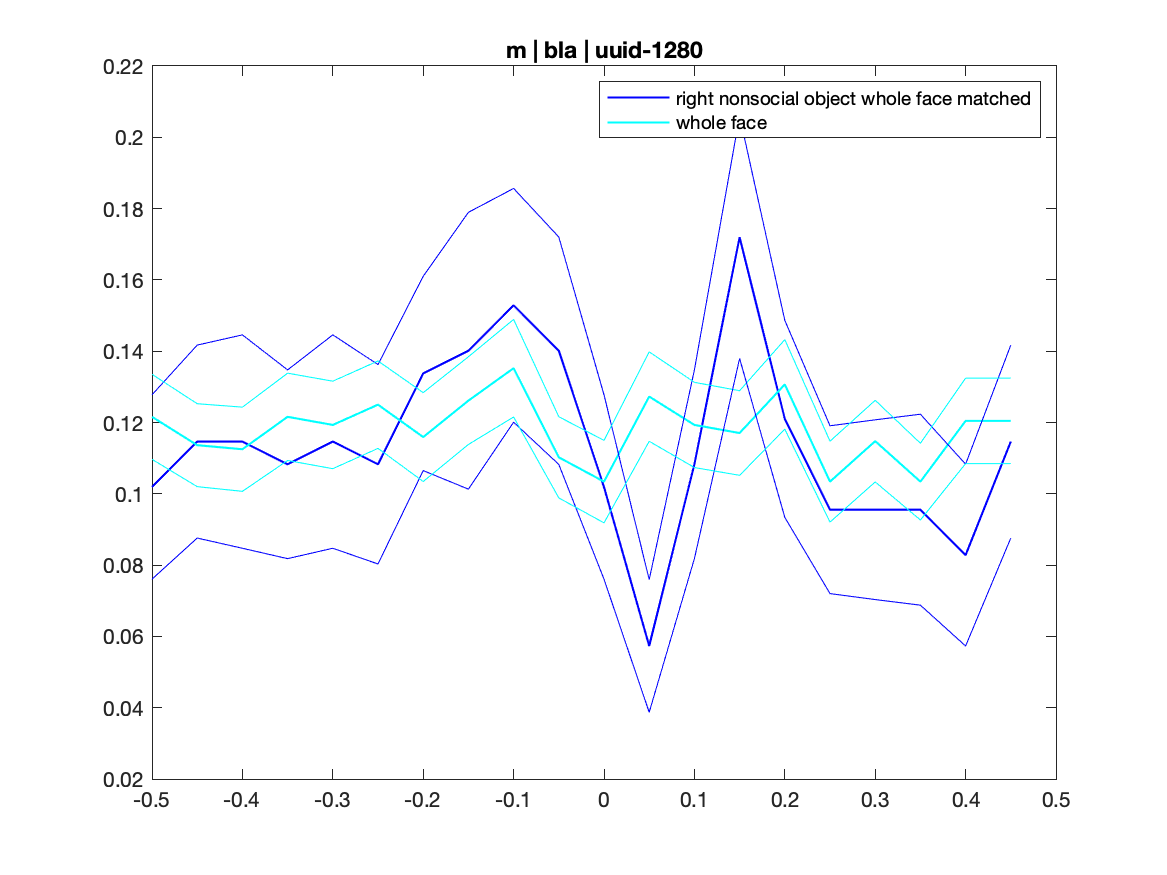 m | bla | uuid-1280
0.22
0.2
0.18
0.16
0.14
0.12
0.1
0.08
0.06
0.04
0.02
right nonsocial object whole face matched
whole face
-0.5 -0.4 -0.3 -0.2 -0.1 0 0.1 0.2 0.3 0.4 0.5